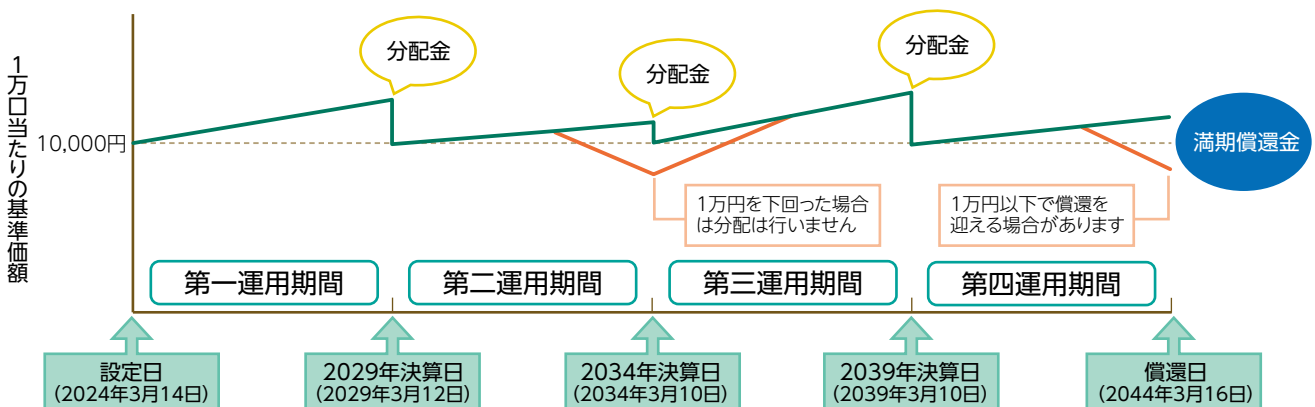 1万口当たりの基準価額
10,000円
分配金
分配金
分配金
満期償還金
1万円を下回った場合
は分配は行いません
1万円以下で償還を
迎える場合があります
第一運用期間
第二運用期間
第三運用期間
第四運用期間
設定日
(2024年3月14日)
2029年決算日
(2029年3月12日)
2034年決算日
(2034年3月10日)
2039年決算日
(2039年3月10日)
償還日
(2044年3月16日)